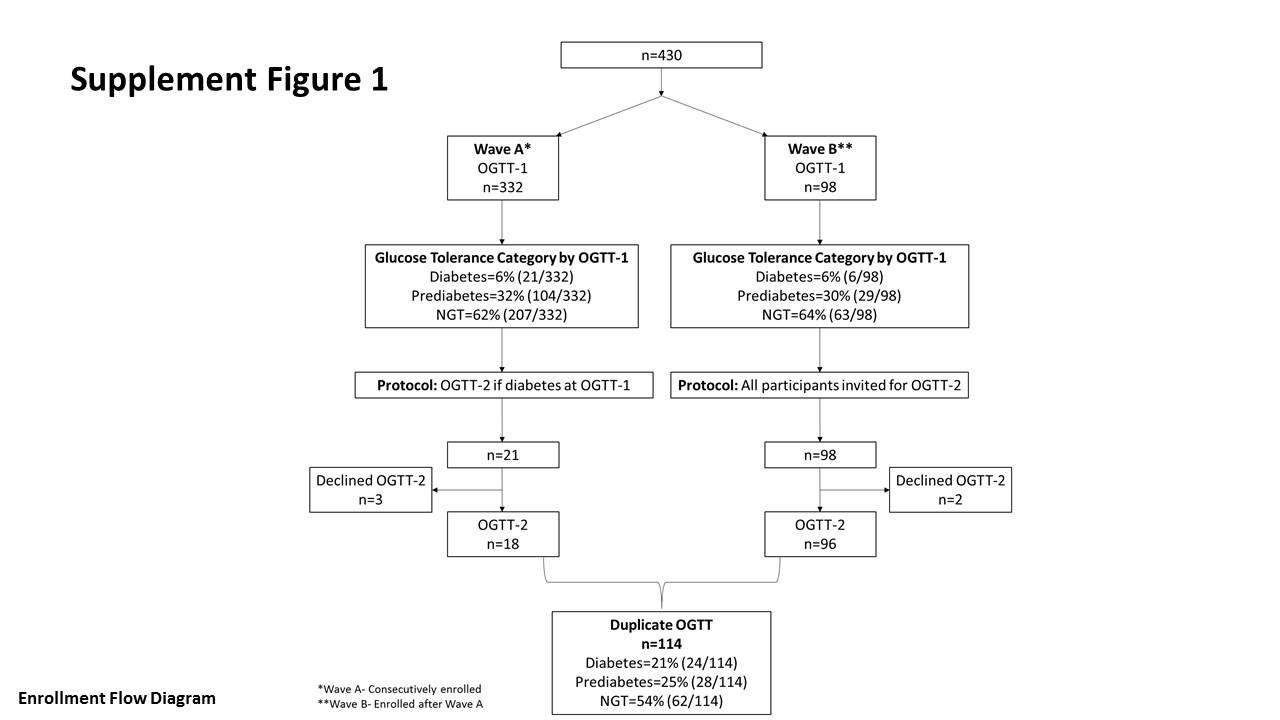 Supplement Figure 1
n=430
Wave A*
OGTT-1
n=332
Wave B**
OGTT-1
n=98
Glucose Tolerance Category by OGTT-1
Diabetes=6% (21/332)
Prediabetes=32% (104/332)
NGT=62% (207/332)
Glucose Tolerance Category by OGTT-1
Diabetes=6% (6/98)
Prediabetes=30% (29/98)
NGT=64% (63/98)
Protocol: OGTT-2 if diabetes at OGTT-1
Protocol: All participants invited for OGTT-2
n=21
n=98
Declined OGTT-2
n=3
Declined OGTT-2
n=2
OGTT-2
n=18
OGTT-2
n=96
Duplicate OGTT
n=114
Diabetes=21% (24/114)
Prediabetes=25% (28/114)
NGT=54% (62/114)
*Wave A- Consecutively enrolled
**Wave B- Enrolled after Wave A
Enrollment Flow Diagram